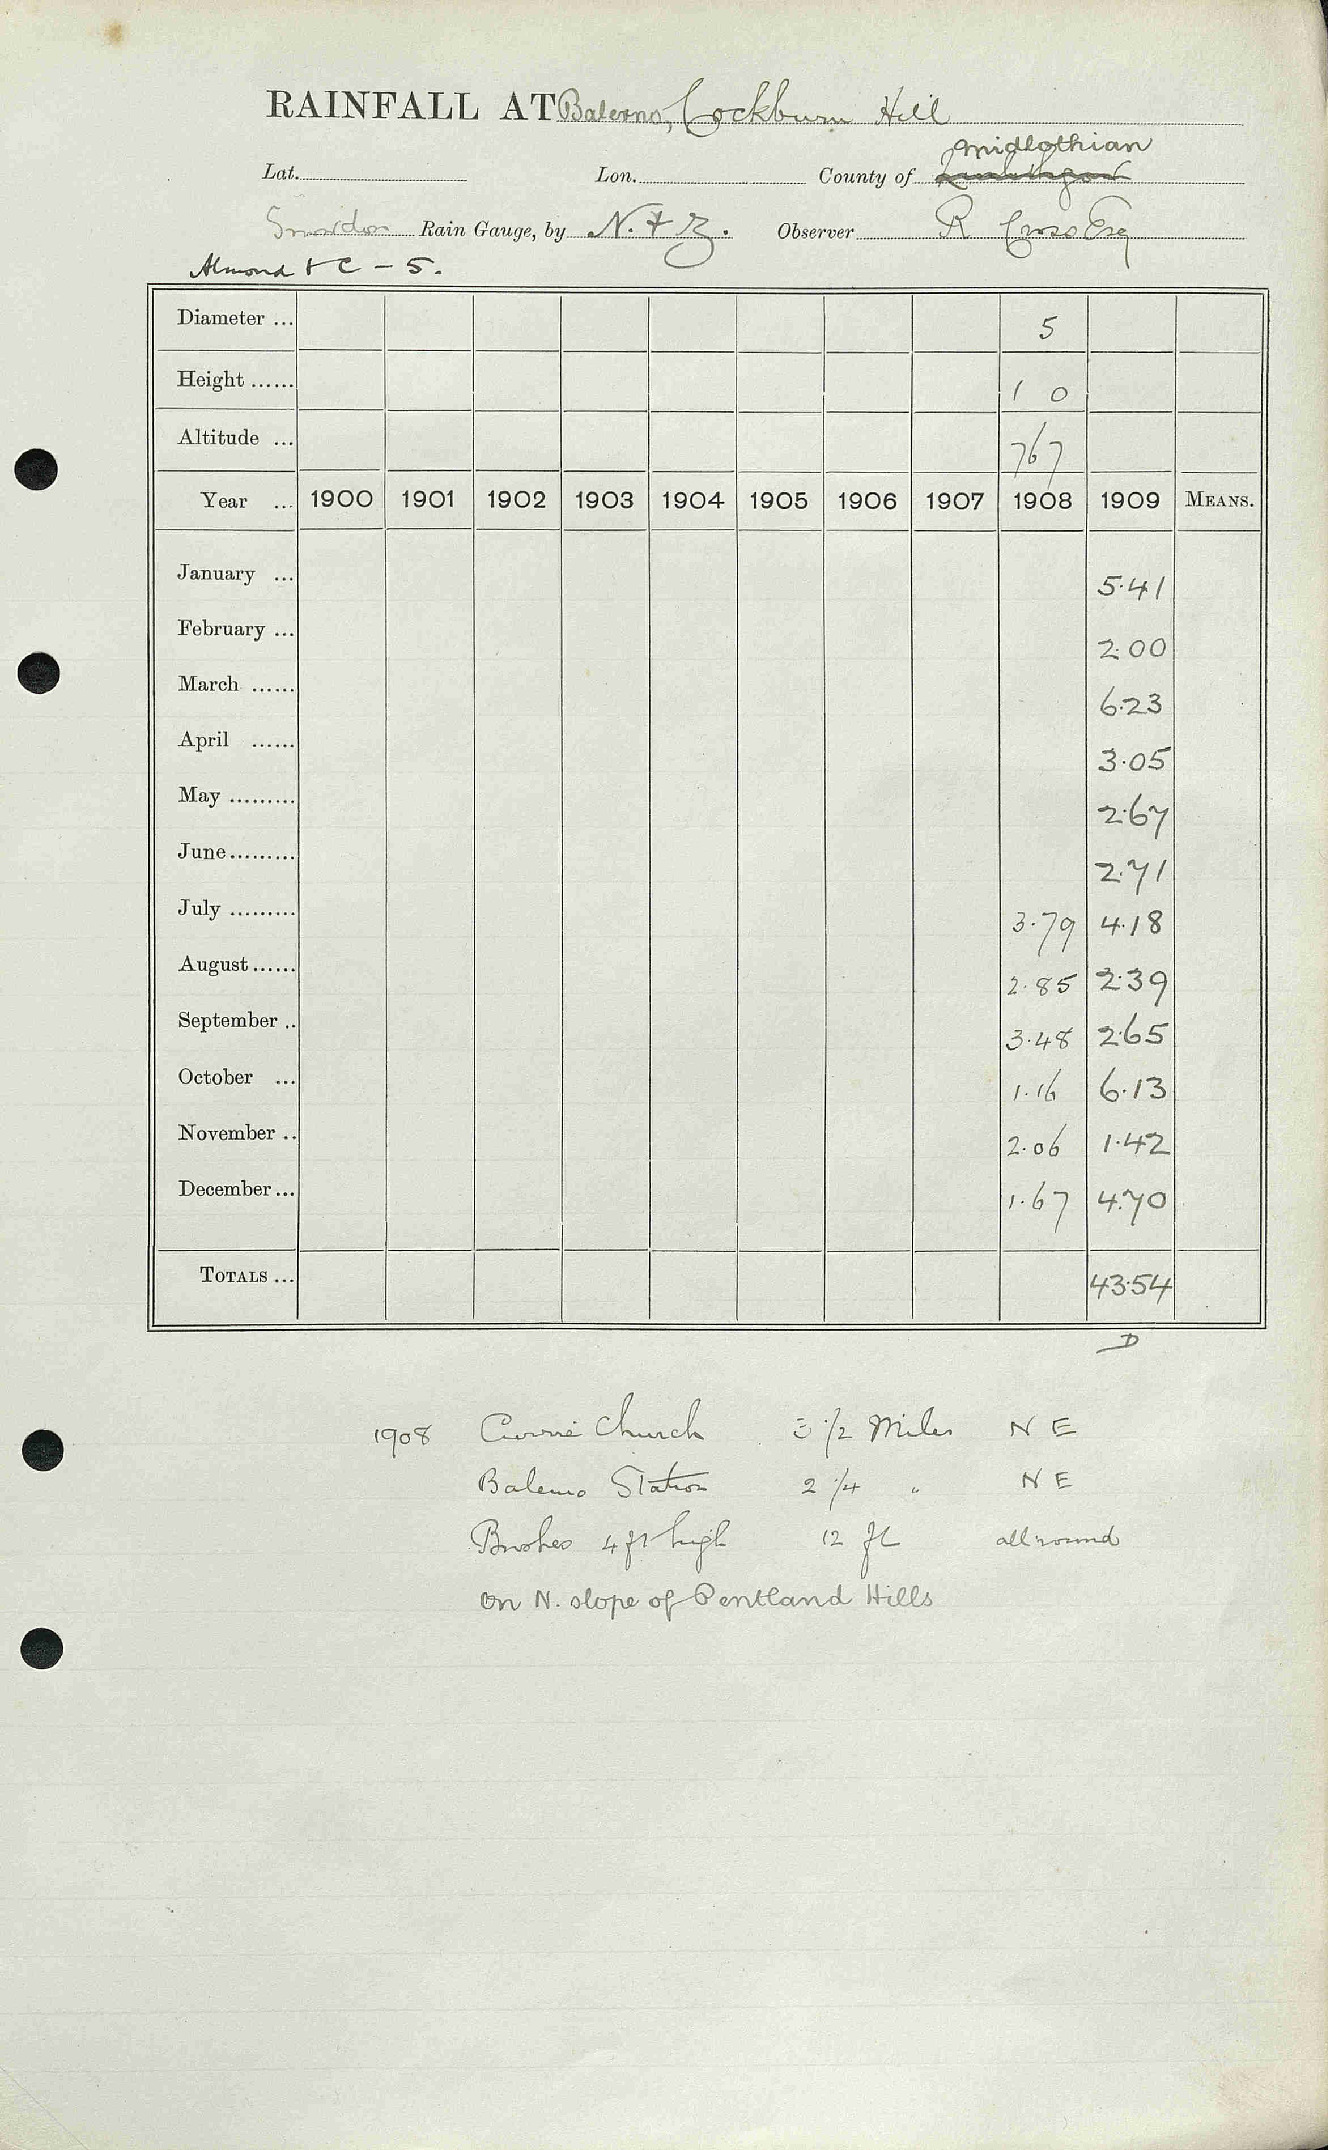 RAINFALL AT Balerno, Cockburn Hill
Midlothian
Lat. Lon. County of
Snowdon Rain Gauge, by N. & Z. Observer R Cross Esq
Almond & C - 5.
Diameter ... 5
Height ...... 1 0
Altitude ... 767
Year ... 1900 1901 1902 1903 1904 1905 1906 1907 1908 1909 MEANS.
January ... 5.41
February ... 2.00
March ...... 6.23
April ...... 3.05
May ......... 2.67
June......... 2.71
July ......... 3.79 4.18
August...... 2.85 2.39
September .. 3.48 2.65
October ... 1.16 6.13
November .. 2.06 1.42
December ... 1.67 4.70
TOTALS ... 43.54
D
1908 Currie Church 3 1/2 Miles N E
Balerno Station 2 1/4 " N E
Bushes 4 ft high 12 ft all round
On N. slope of Pentland Hills